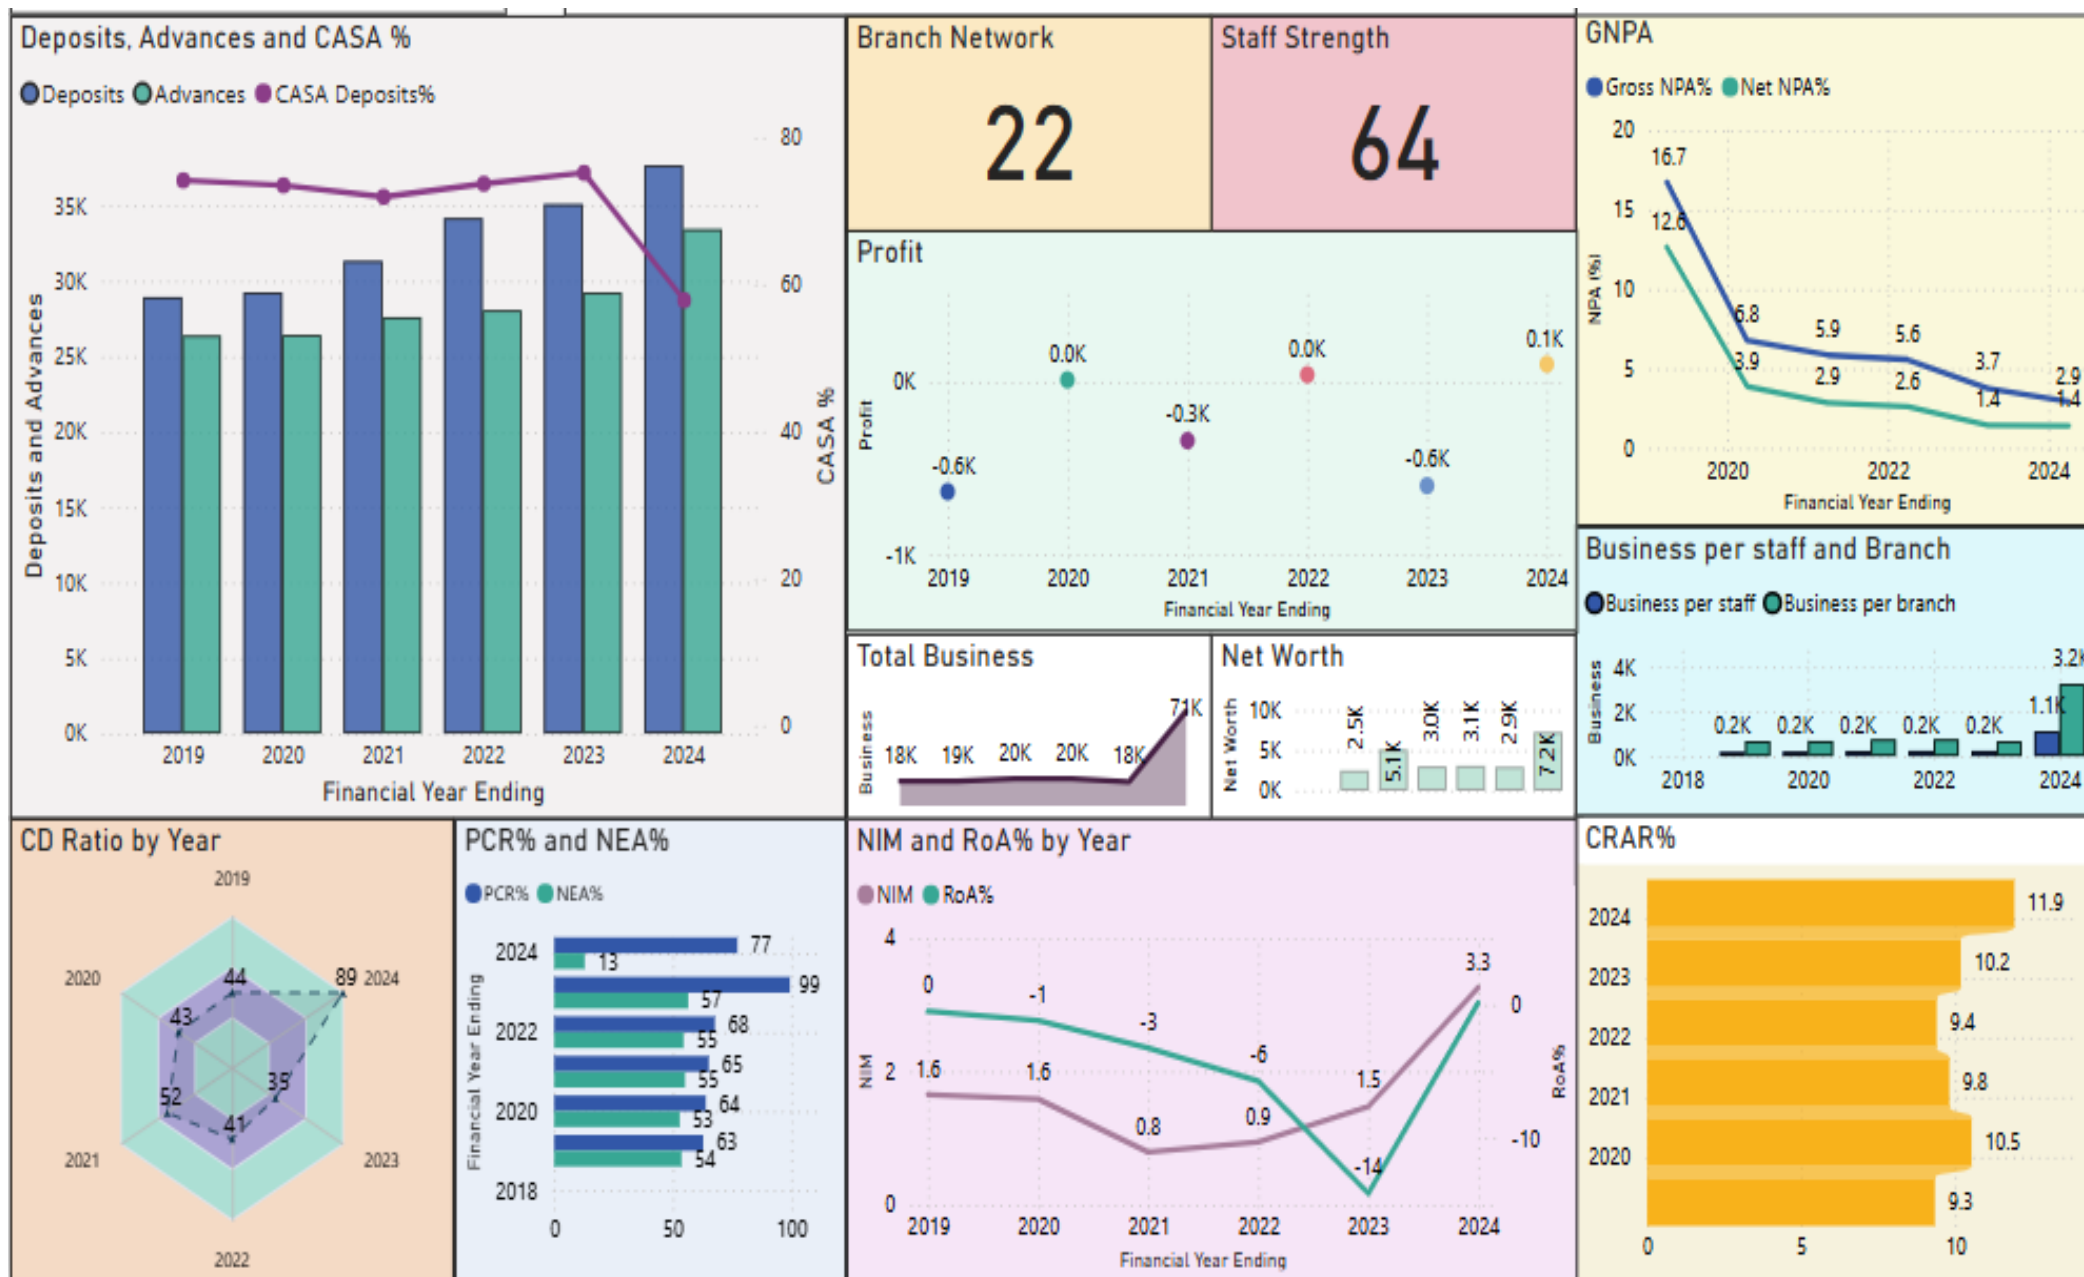 Deposits, Advances and CASA %
Deposits Advances CASA Deposits%
80
35K
30K
60
25K
20K
40
15K
10K
20
5K
0K
0
Deposits and Advances
CASA %
2019 2020 2021 2022 2023 2024
Financial Year Ending
Branch Network
22
Staff Strength
64
Profit
0.0K
0.0K
0.1K
0K
-0.3K
-0.6K
-0.6K
-1K
Profit
2019 2020 2021 2022 2023 2024
Financial Year Ending
GNPA
Gross NPA% Net NPA%
20
16.7
15
12.6
10
6.8
5.9
5.6
3.7
2.9
5
3.9
2.9
2.6
1.4
1.4
0
NPA (%)
2020 2022 2024
Financial Year Ending
Total Business
Business
18K 19K 20K 20K 18K 71K
Net Worth
Net Worth
10K
5K
0K
2.5K 5.1K 3.0K 3.1K 2.9K 7.2K
Business per staff and Branch
Business per staff Business per branch
Business
4K
3.2K
2K
1.1K
0.2K 0.2K 0.2K 0.2K 0.2K
0K
2018 2020 2022 2024
CD Ratio by Year
2019
2020
44
89 2024
43
52
35
41
2021
2023
2022
PCR% and NEA%
PCR% NEA%
Financial Year Ending
2024
77
13
99
57
2022
68
55
65
55
2020
64
53
63
54
2018
0 50 100
NIM and RoA% by Year
NIM RoA%
4
3.3
0
-1
0
-3
-6
2
1.6
1.6
1.5
0.8
0.9
-10
-14
0
NIM
RoA%
2019 2020 2021 2022 2023 2024
Financial Year Ending
CRAR%
2024 11.9
2023 10.2
2022 9.4
2021 9.8
2020 10.5
9.3
0 5 10